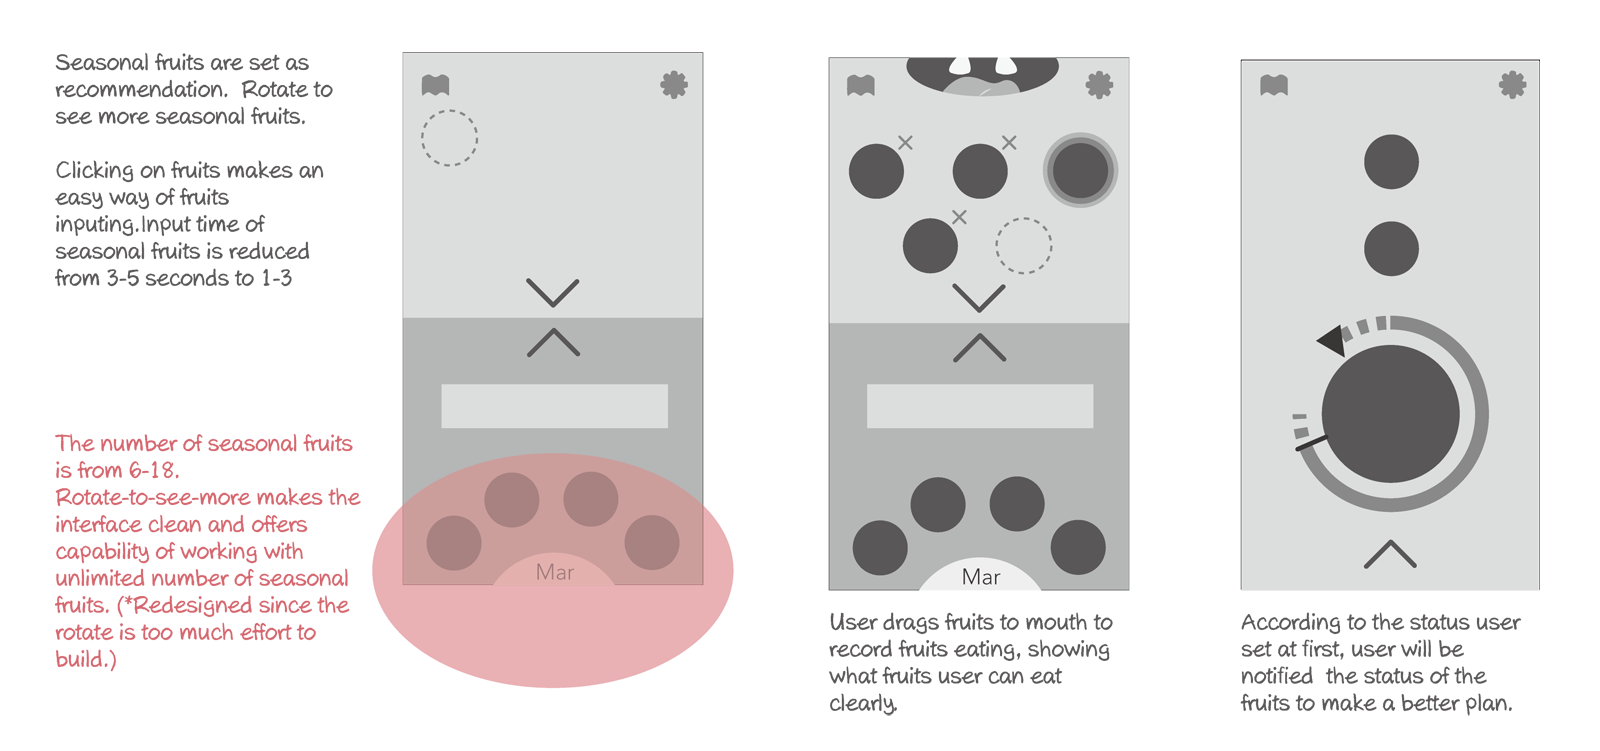 Seasonal fruits are set as
recommendation.  Rotate to
see more seasonal fruits.
Clicking on fruits makes an
easy way of fruits
inputing.Input time of
seasonal fruits is reduced
from 3-5 seconds to 1-3
The number of seasonal fruits
is from 6-18.
Rotate-to-see-more makes the
interface clean and offers
capability of working with
unlimited number of seasonal
fruits. (*Redesigned since the
rotate is too much effort to
build.)
Mar
Mar
User drags fruits to mouth to
record fruits eating, showing
what fruits user can eat
clearly.
According to the status user
set at first, user will be
notified  the status of the
fruits to make a better plan.